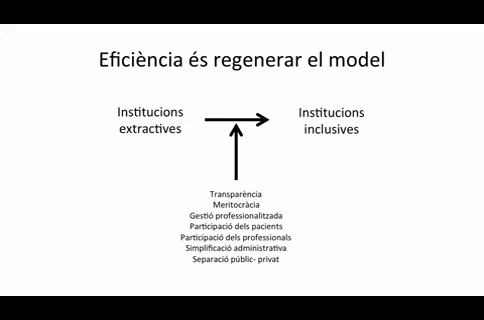 Eficiència és regenerar el model
Institucions
extractives
Institucions
inclusives
Transparència
Meritocràcia
Gestió professionalitzada
Participació dels pacients
Participació dels professionals
Simplificació administrativa
Separació públic- privat